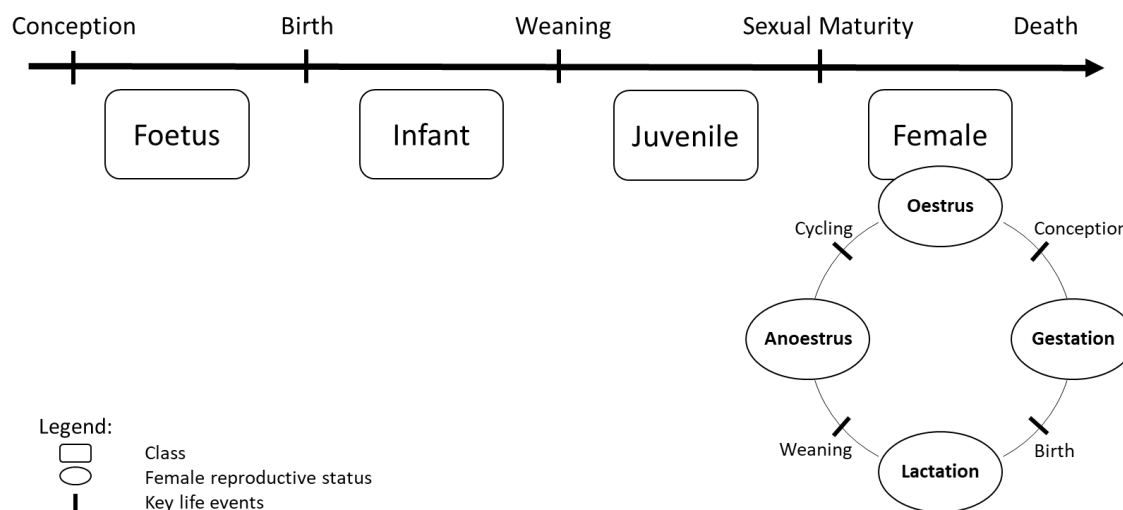 Conception Birth Weaning Sexual Maturity Death
Foetus Infant Juvenile Female
Oestrus
Cycling Conception
Anoestrus Gestation
Weaning Birth
Lactation
Legend:
Class
Female reproductive status
Key life events